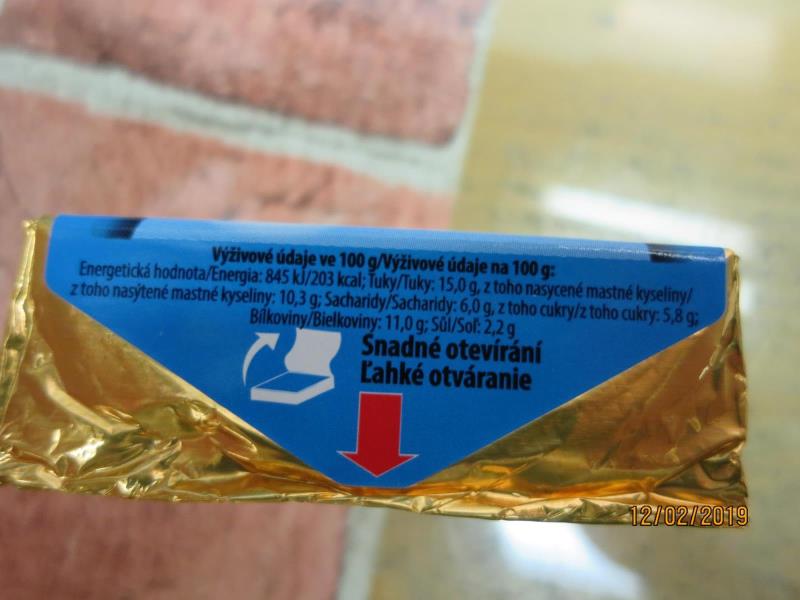 Výživové údaje ve 100 g/Výživové údaje na 100 g:
Energetická hodnota/Energia: 845 kJ/203 kcal; Tuky/Tuky: 15,0 g, z toho nasycené mastné kyseliny/
z toho nasýtené mastné kyseliny: 10,3 g; Sacharidy/Sacharidy: 6,0 g, z toho cukry/z toho cukry: 5,8 g;
Bílkoviny/Bielkoviny: 11,0 g; Sůl/Soľ: 2,2 g
Snadné otevírání
Ľahké otváranie
12/02/2019